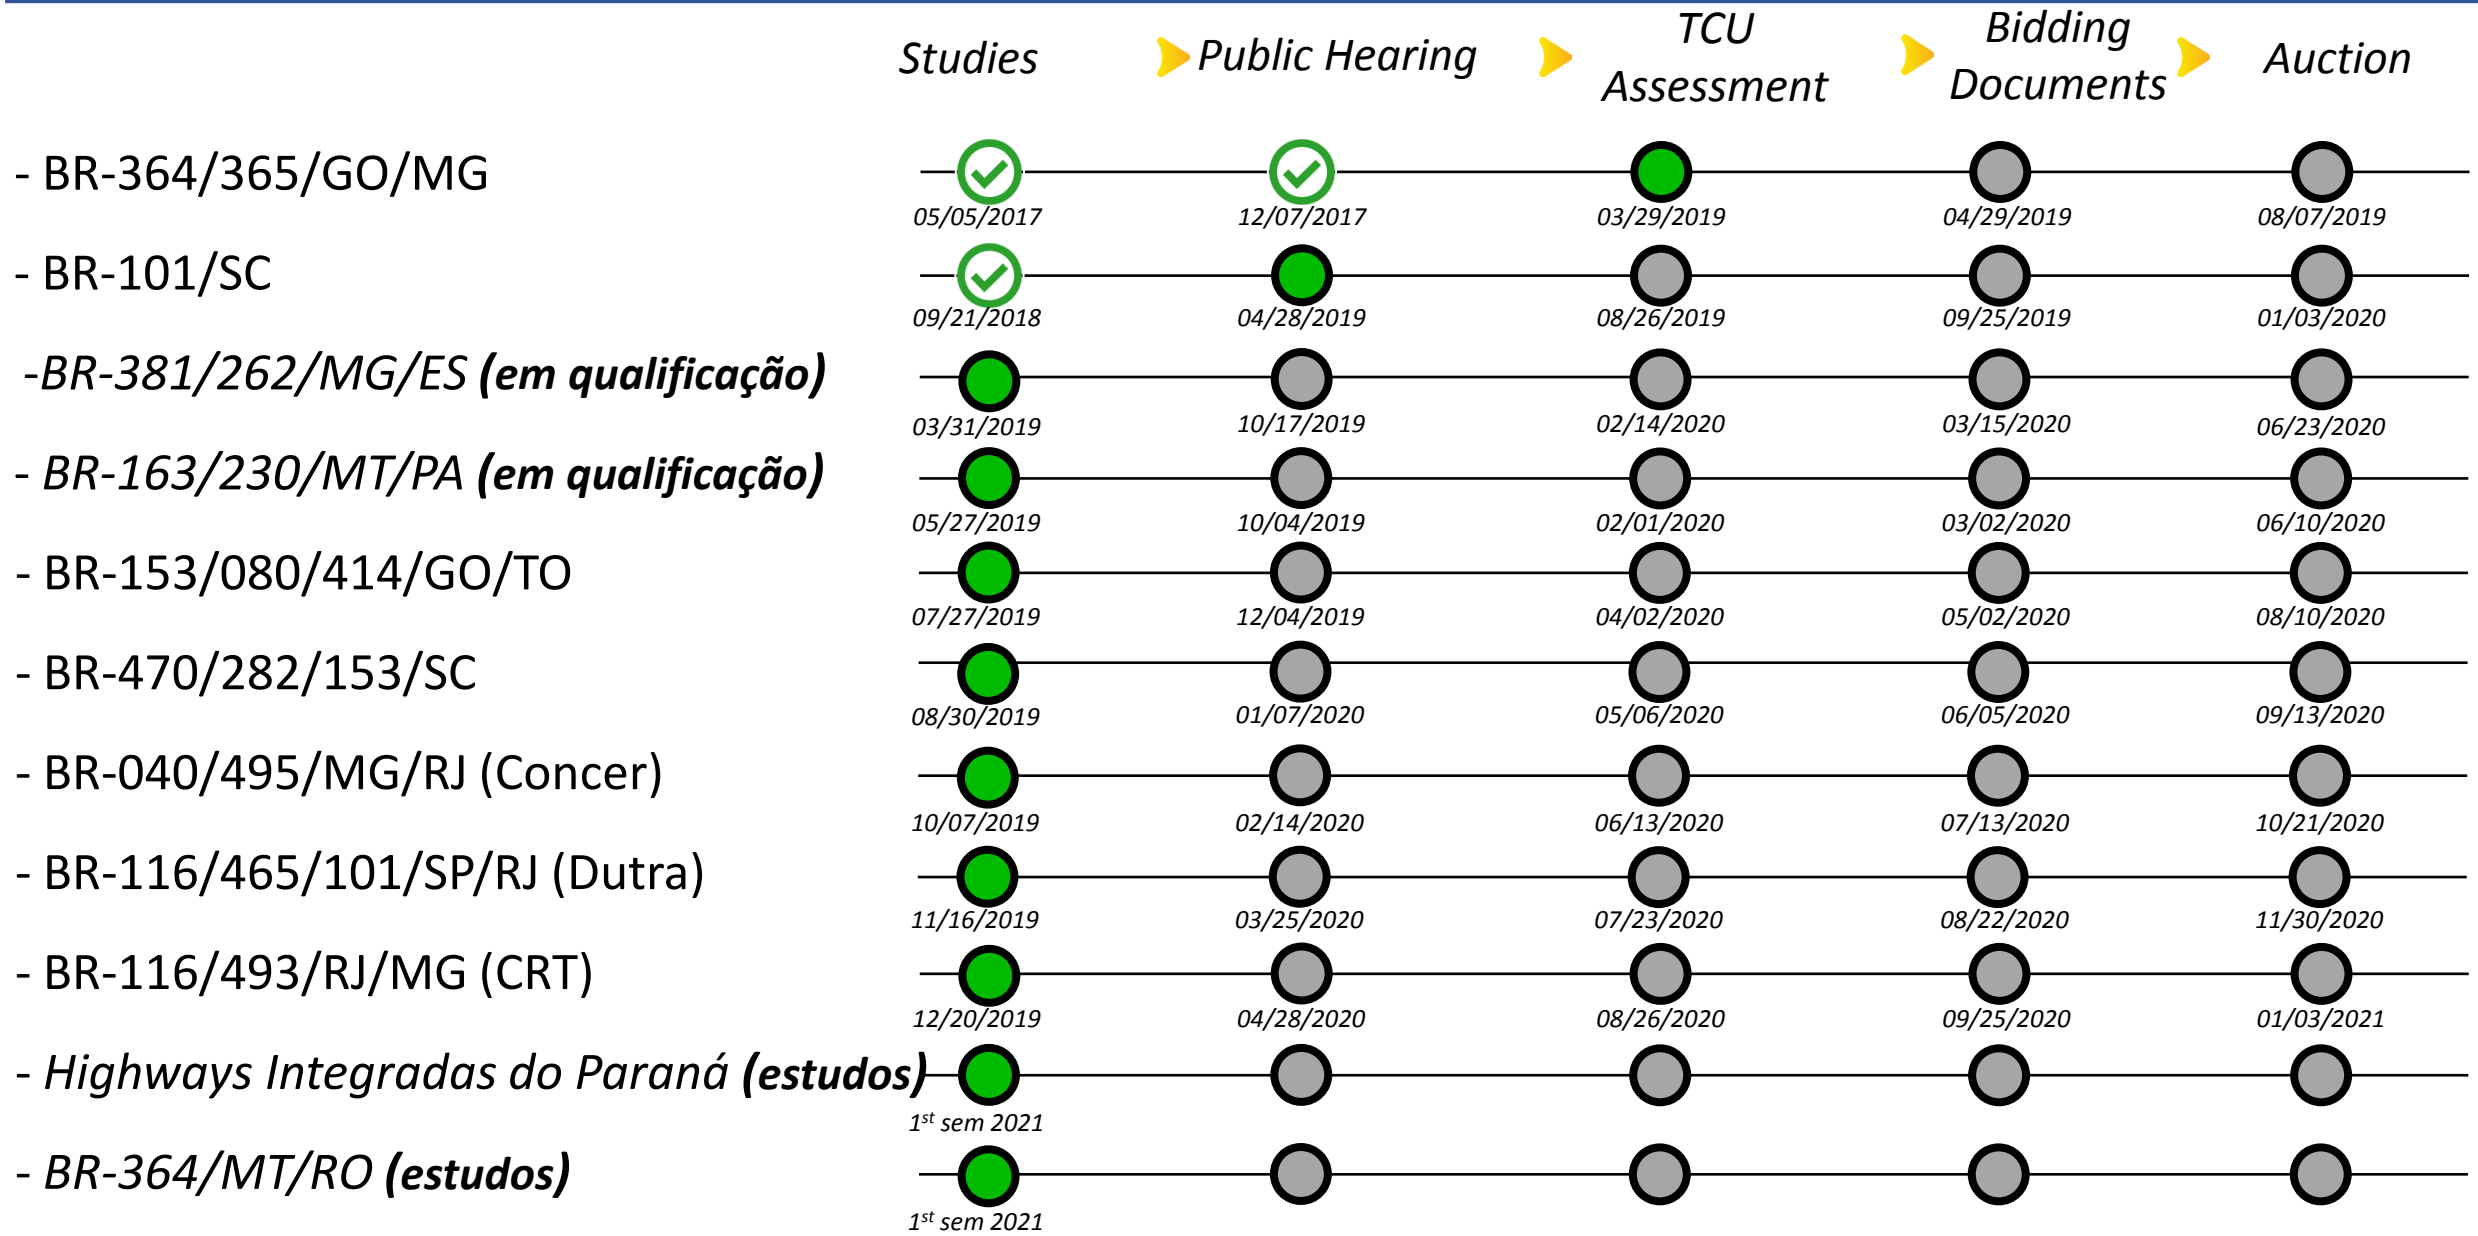 Studies Public Hearing TCU Assessment Bidding Documents Auction
- BR-364/365/GO/MG
05/05/2017 12/07/2017 03/29/2019 04/29/2019 08/07/2019
- BR-101/SC
09/21/2018 04/28/2019 08/26/2019 09/25/2019 01/03/2020
-BR-381/262/MG/ES (em qualificação)
03/31/2019 10/17/2019 02/14/2020 03/15/2020 06/23/2020
- BR-163/230/MT/PA (em qualificação)
05/27/2019 10/04/2019 02/01/2020 03/02/2020 06/10/2020
- BR-153/080/414/GO/TO
07/27/2019 12/04/2019 04/02/2020 05/02/2020 08/10/2020
- BR-470/282/153/SC
08/30/2019 01/07/2020 05/06/2020 06/05/2020 09/13/2020
- BR-040/495/MG/RJ (Concer)
10/07/2019 02/14/2020 06/13/2020 07/13/2020 10/21/2020
- BR-116/465/101/SP/RJ (Dutra)
11/16/2019 03/25/2020 07/23/2020 08/22/2020 11/30/2020
- BR-116/493/RJ/MG (CRT)
12/20/2019 04/28/2020 08/26/2020 09/25/2020 01/03/2021
- Highways Integradas do Paraná (estudos)
1st sem 2021
- BR-364/MT/RO (estudos)
1st sem 2021